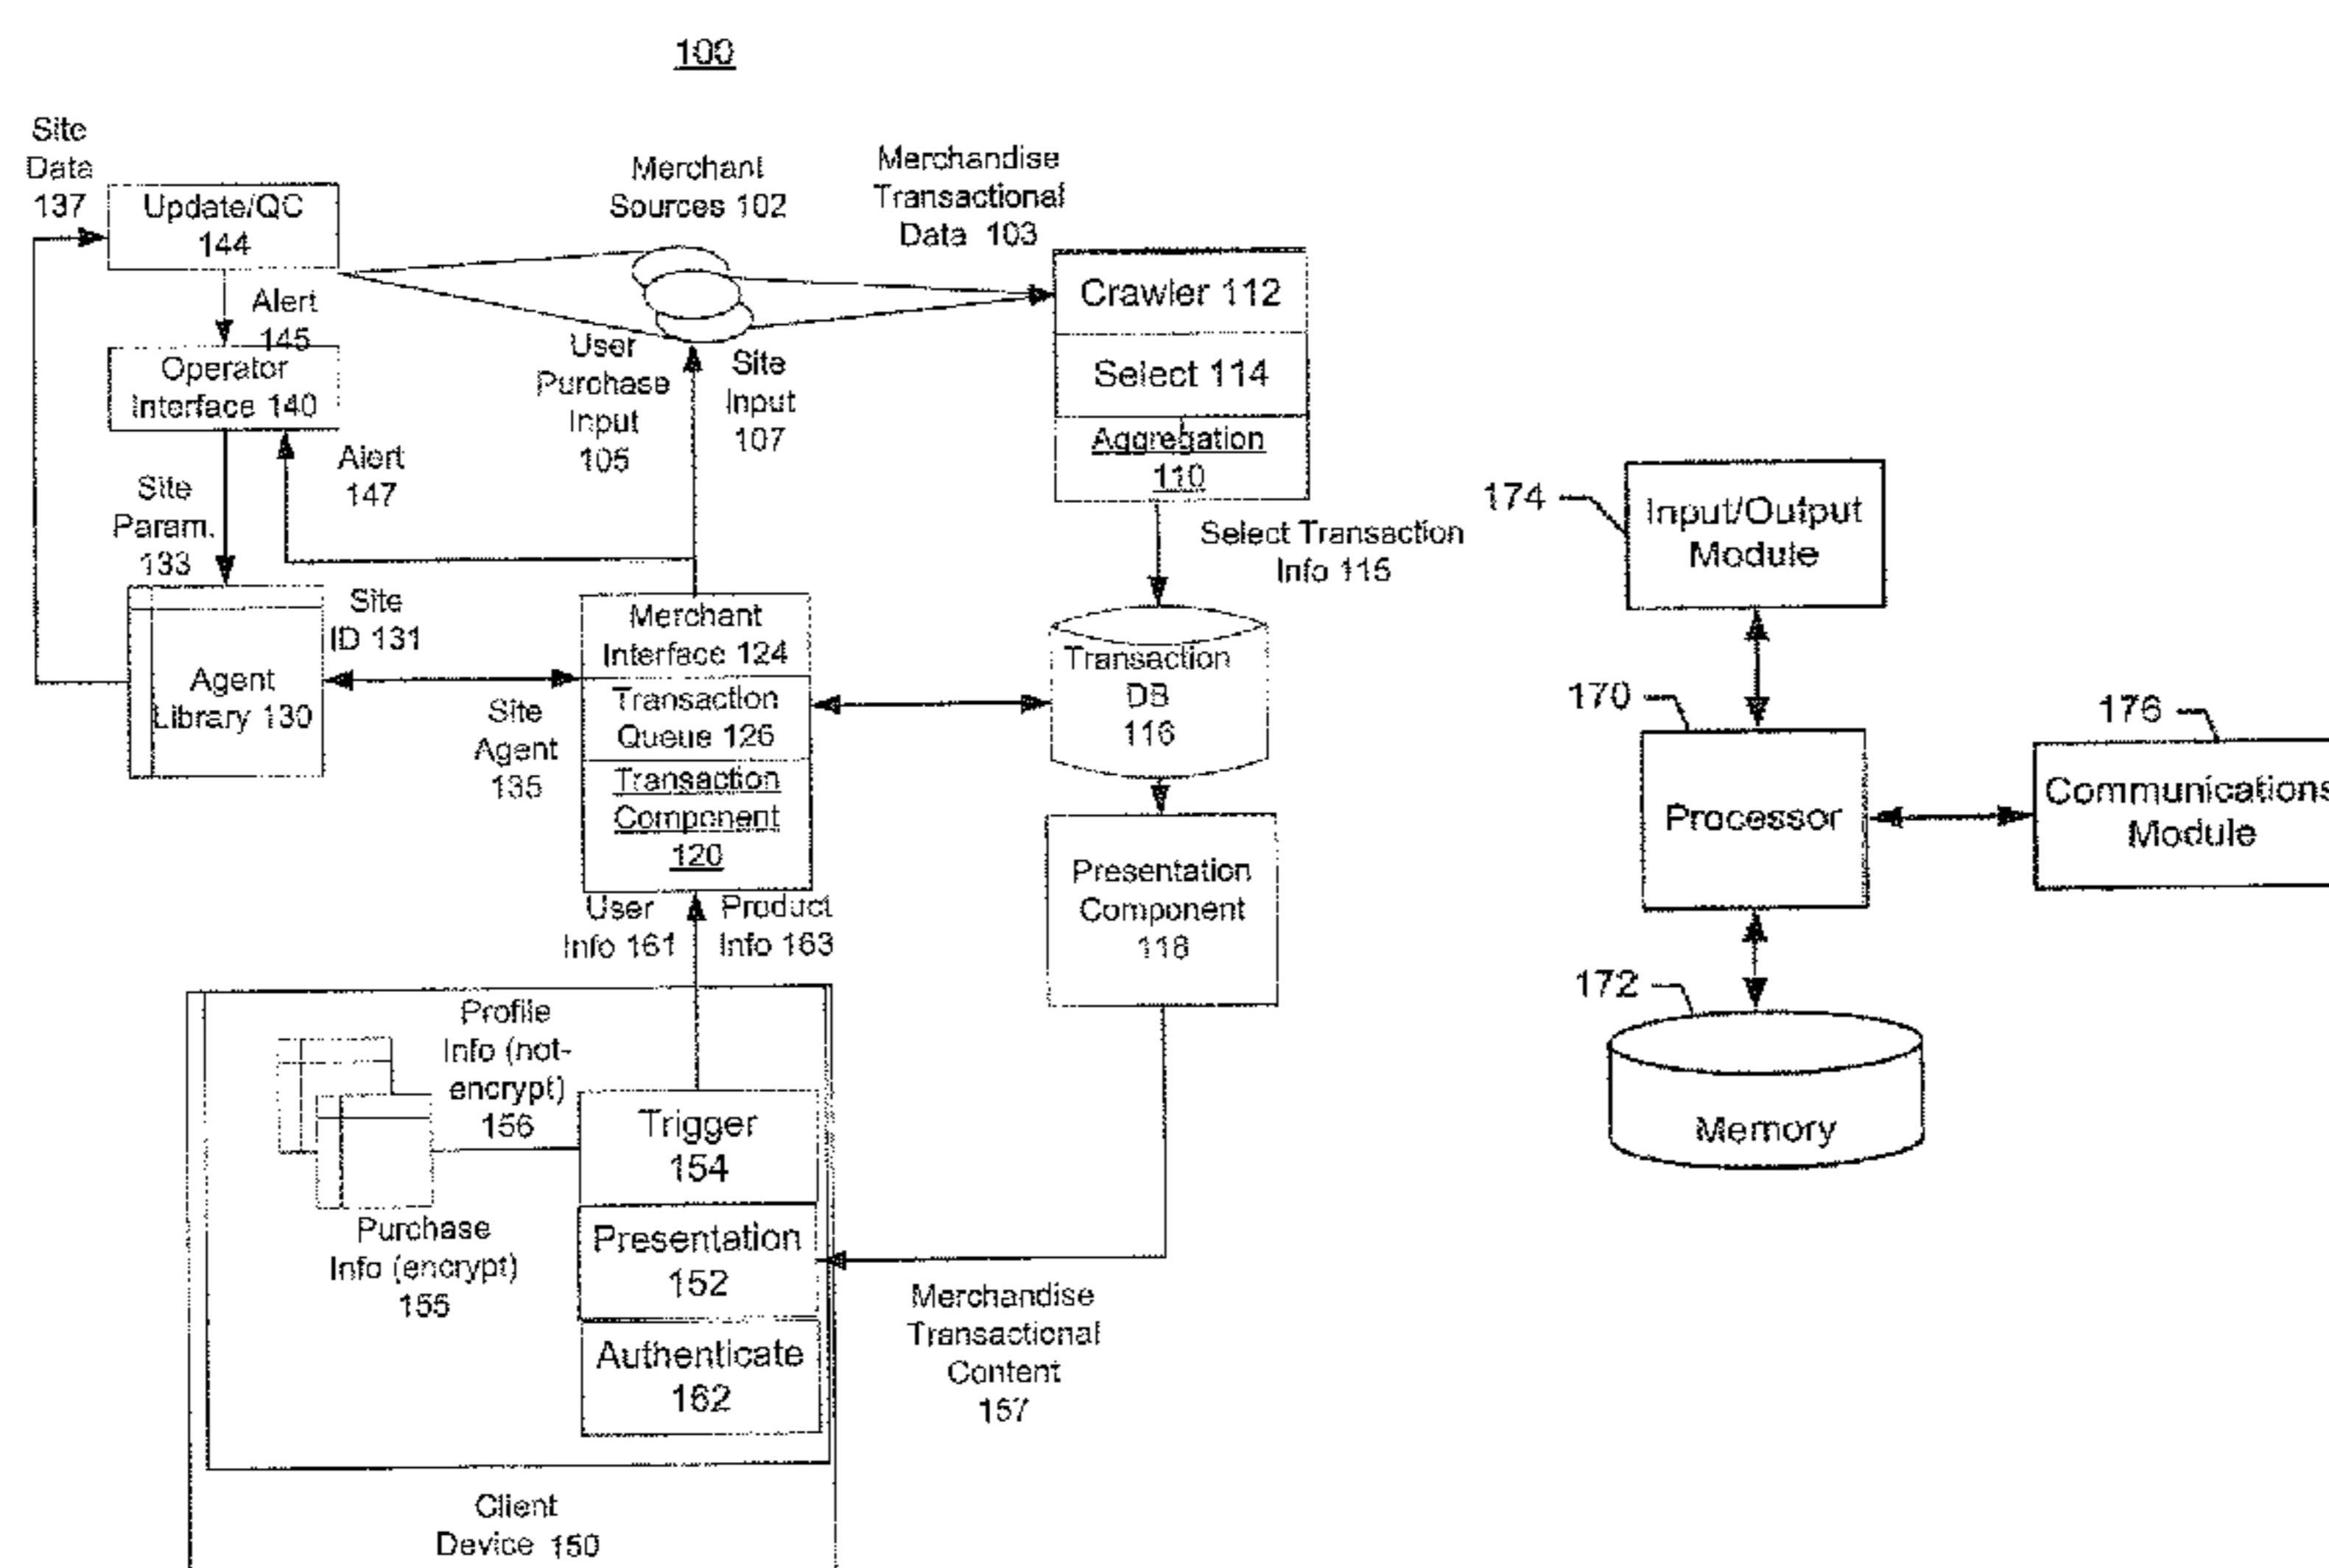 100
Site
Data
137
Update/QC
144
Merchant
Sources 102
Merchandise
Transactional
Data 103
Crawler 112
Select 114
Aggregation
110
Alert
145
Operator
Interface 140
User
Purchase
Input
105
Site
Input
107
Alert
147
Site
Param.
133
Select Transaction
Info 115
Site
ID 131
Agent
Library 130
Site
Agent
135
Merchant
Interface 124
Transaction
Queue 126
Transaction
Component
120
Transaction
DB
116
Presentation
Component
118
User
Info 161
Product
Info 163
Profile
Info (not-
encrypt)
156
Trigger
154
Purchase
Info (encrypt)
155
Presentation
152
Authenticate
162
Merchandise
Transactional
Content
157
Client
Device 150
174
Input/Output
Module
170
Processor
176
Communications
Module
172
Memory